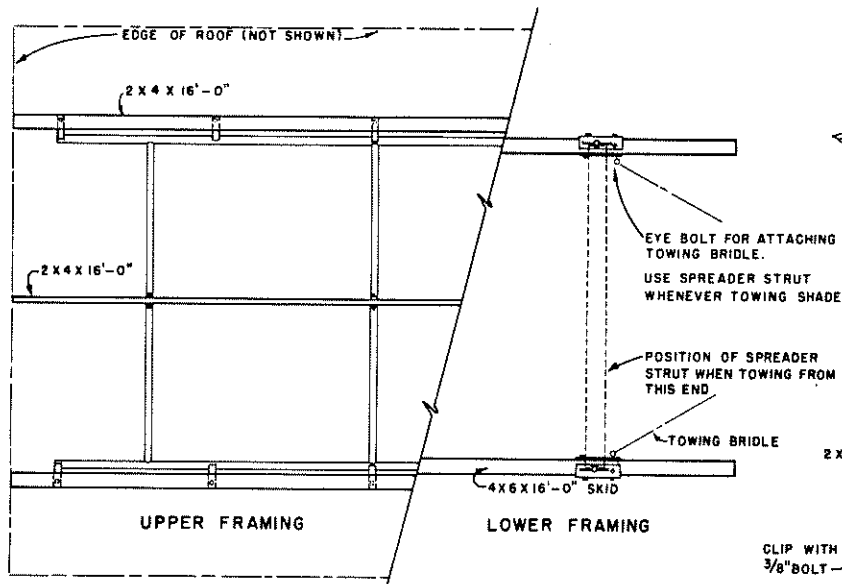 EDGE OF ROOF (NOT SHOWN)
2 X 4 X 16'-0"
2 X 4 X 16'-0"
EYE BOLT FOR ATTACHING
TOWING BRIDLE.
USE SPREADER STRUT
WHENEVER TOWING SHADE
POSITION OF SPREADER
STRUT WHEN TOWING FROM
THIS END
TOWING BRIDLE
2 X
4 X 6 X 16'-0" SKID
UPPER FRAMING
LOWER FRAMING
CLIP WITH
3/8" BOLT